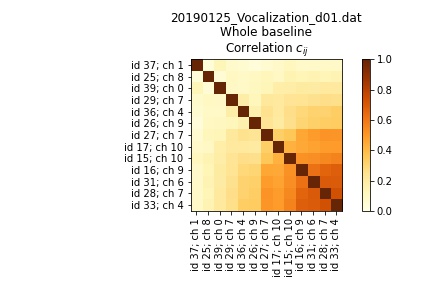 20190125_Vocalization_d01.dat
Whole baseline
Correlation c_ij
id 37; ch 1
id 25; ch 8
id 39; ch 0
id 29; ch 7
id 36; ch 4
id 26; ch 9
id 27; ch 7
id 17; ch 10
id 15; ch 10
id 16; ch 9
id 31; ch 6
id 28; ch 7
id 33; ch 4
1.0
0.8
0.6
0.4
0.2
0.0
id 37; ch 1
id 25; ch 8
id 39; ch 0
id 29; ch 7
id 36; ch 4
id 26; ch 9
id 27; ch 7
id 17; ch 10
id 15; ch 10
id 16; ch 9
id 31; ch 6
id 28; ch 7
id 33; ch 4